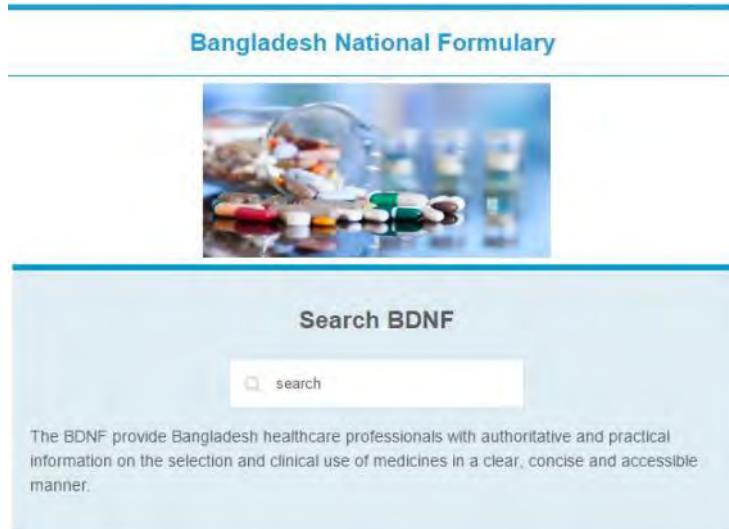 Bangladesh National Formulary
Search BDNF
search
The BDNF provide Bangladesh healthcare professionals with authoritative and practical
information on the selection and clinical use of medicines in a clear, concise and accessible
manner.